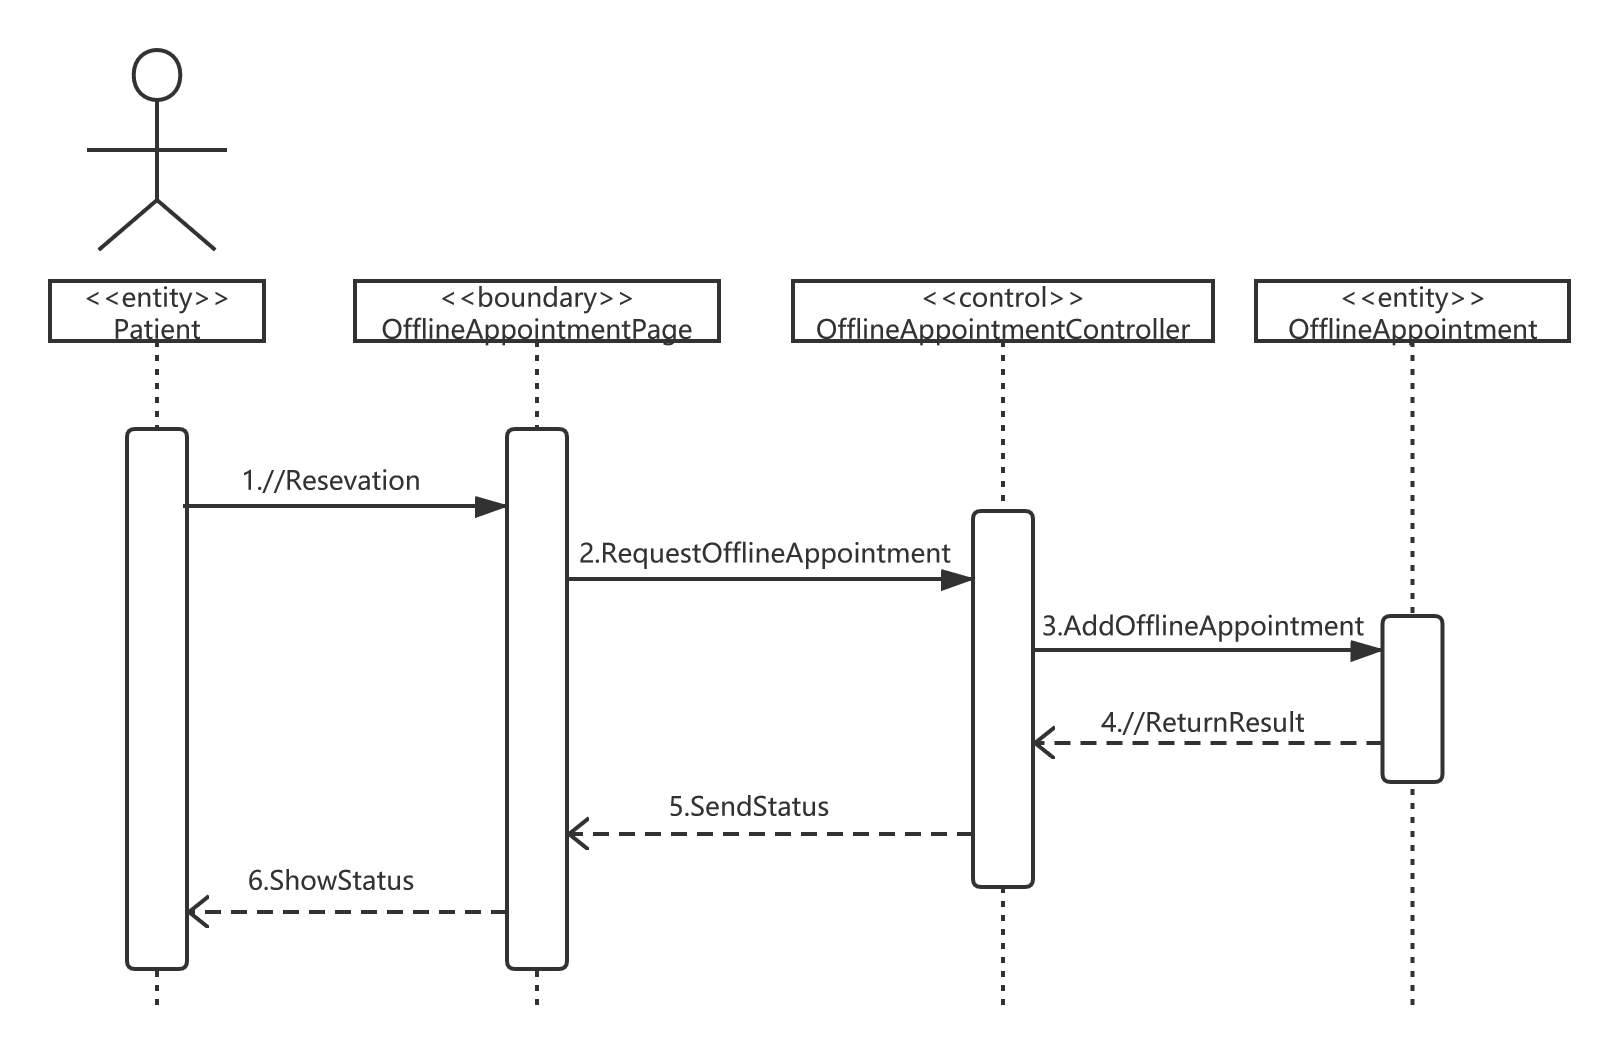 <<entity>>
Patient
<<boundary>>
OfflineAppointmentPage
<<control>>
OfflineAppointmentController
<<entity>>
OfflineAppointment
1.//Resevation
2.RequestOfflineAppointment
3.AddOfflineAppointment
4.//ReturnResult
5.SendStatus
6.ShowStatus